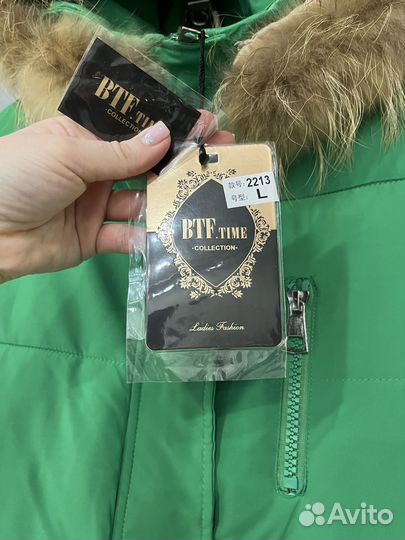 BTF.TIME
-COLLECTION-
款号: 2213
号型: L
BTF.TIME
-COLLECTION-
Ladies Fashion
Avito